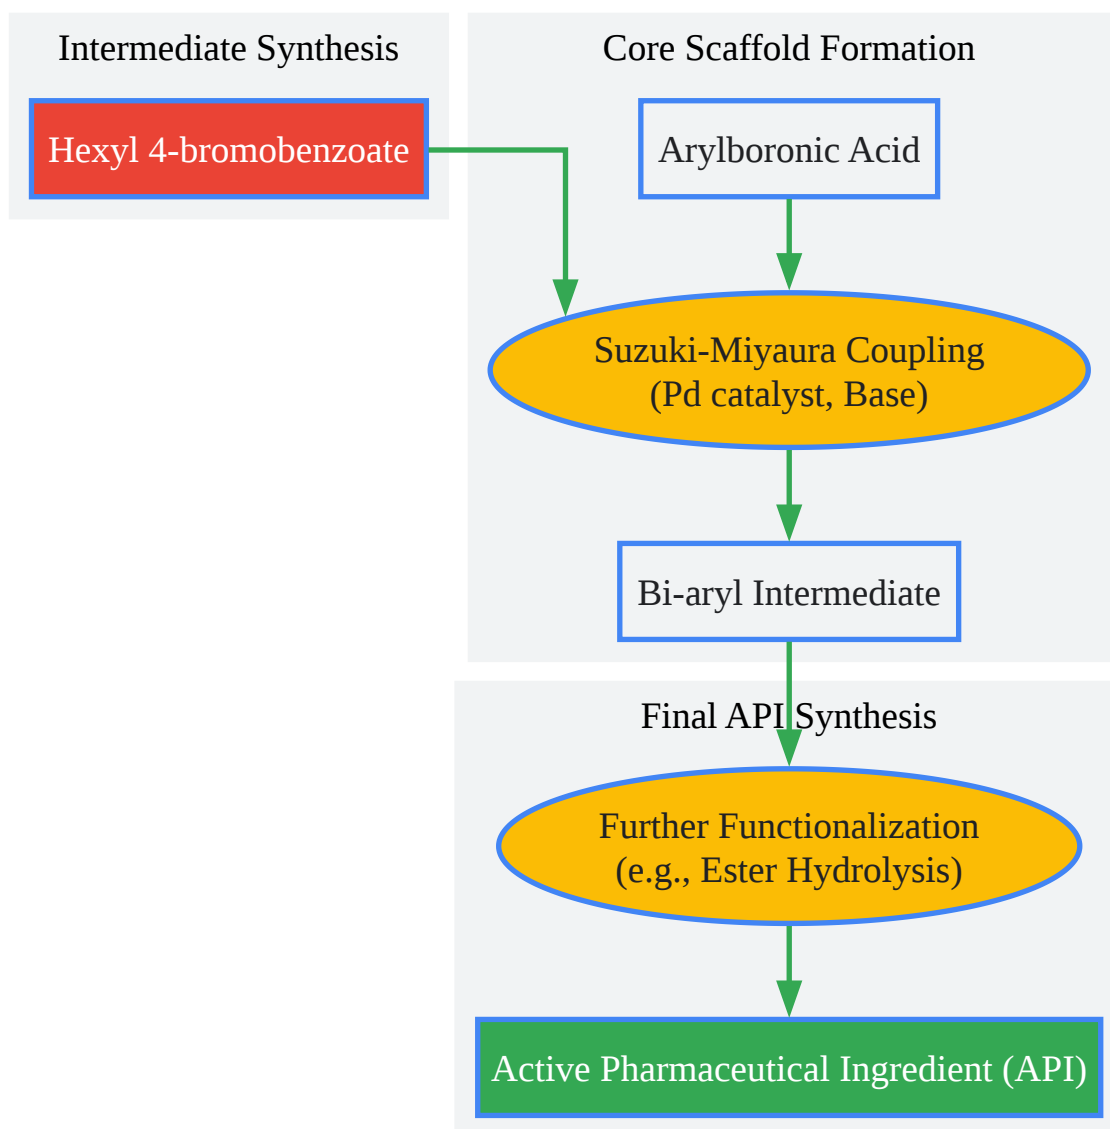 Intermediate Synthesis
Core Scaffold Formation
Hexyl 4-bromobenzoate
Arylboronic Acid
Suzuki-Miyaura Coupling
(Pd catalyst, Base)
Bi-aryl Intermediate
Final API Synthesis
Further Functionalization
(e.g., Ester Hydrolysis)
Active Pharmaceutical Ingredient (API)